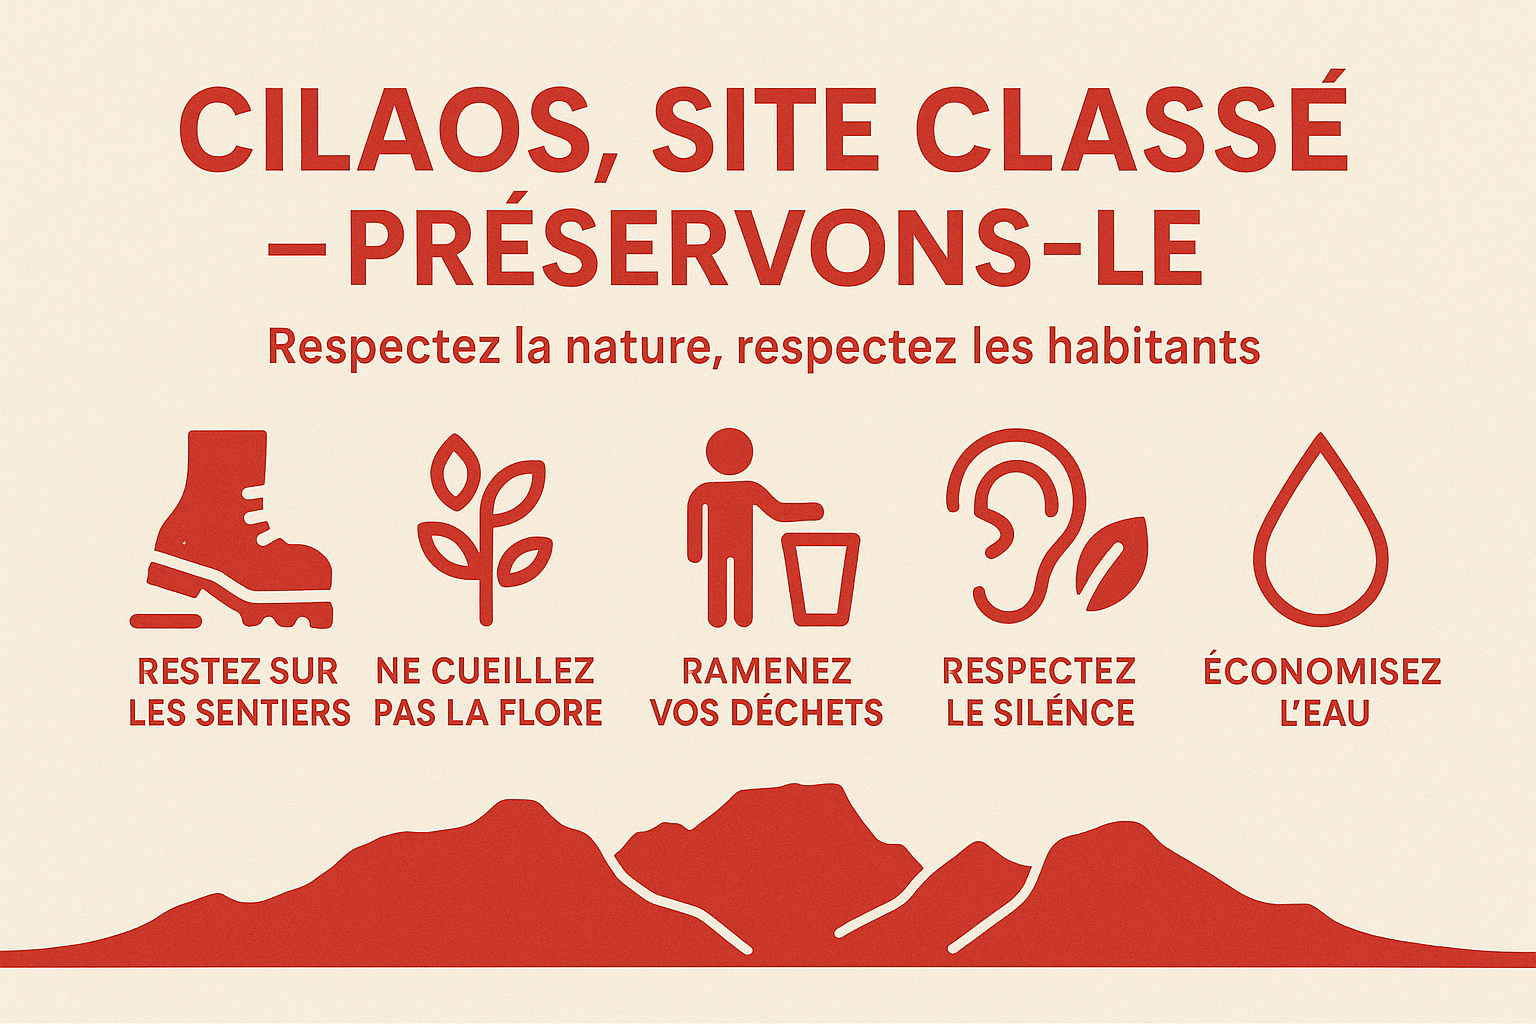 CILAOS, SITE CLASSÉ
– PRÉSERVONS-LE
Respectez la nature, respectez les habitants
RESTEZ SUR
LES SENTIERS
NE CUEILLEZ
PAS LA FLORE
RAMENEZ
VOS DÉCHETS
RESPECTEZ
LE SILÉNCE
ÉCONOMISEZ
L’EAU